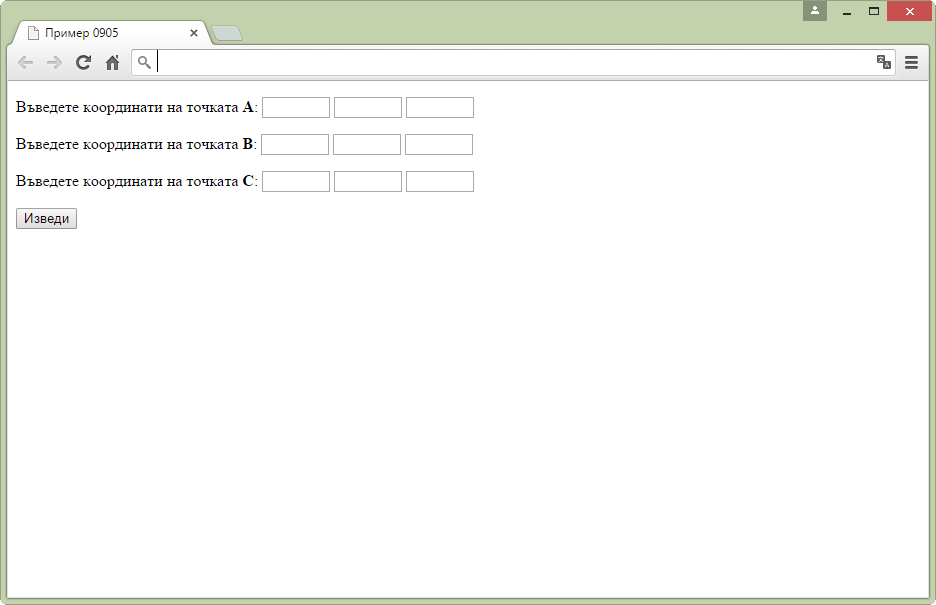 Пример 0905
Въведете координати на точката A:
Въведете координати на точката B:
Въведете координати на точката C:
Изведи